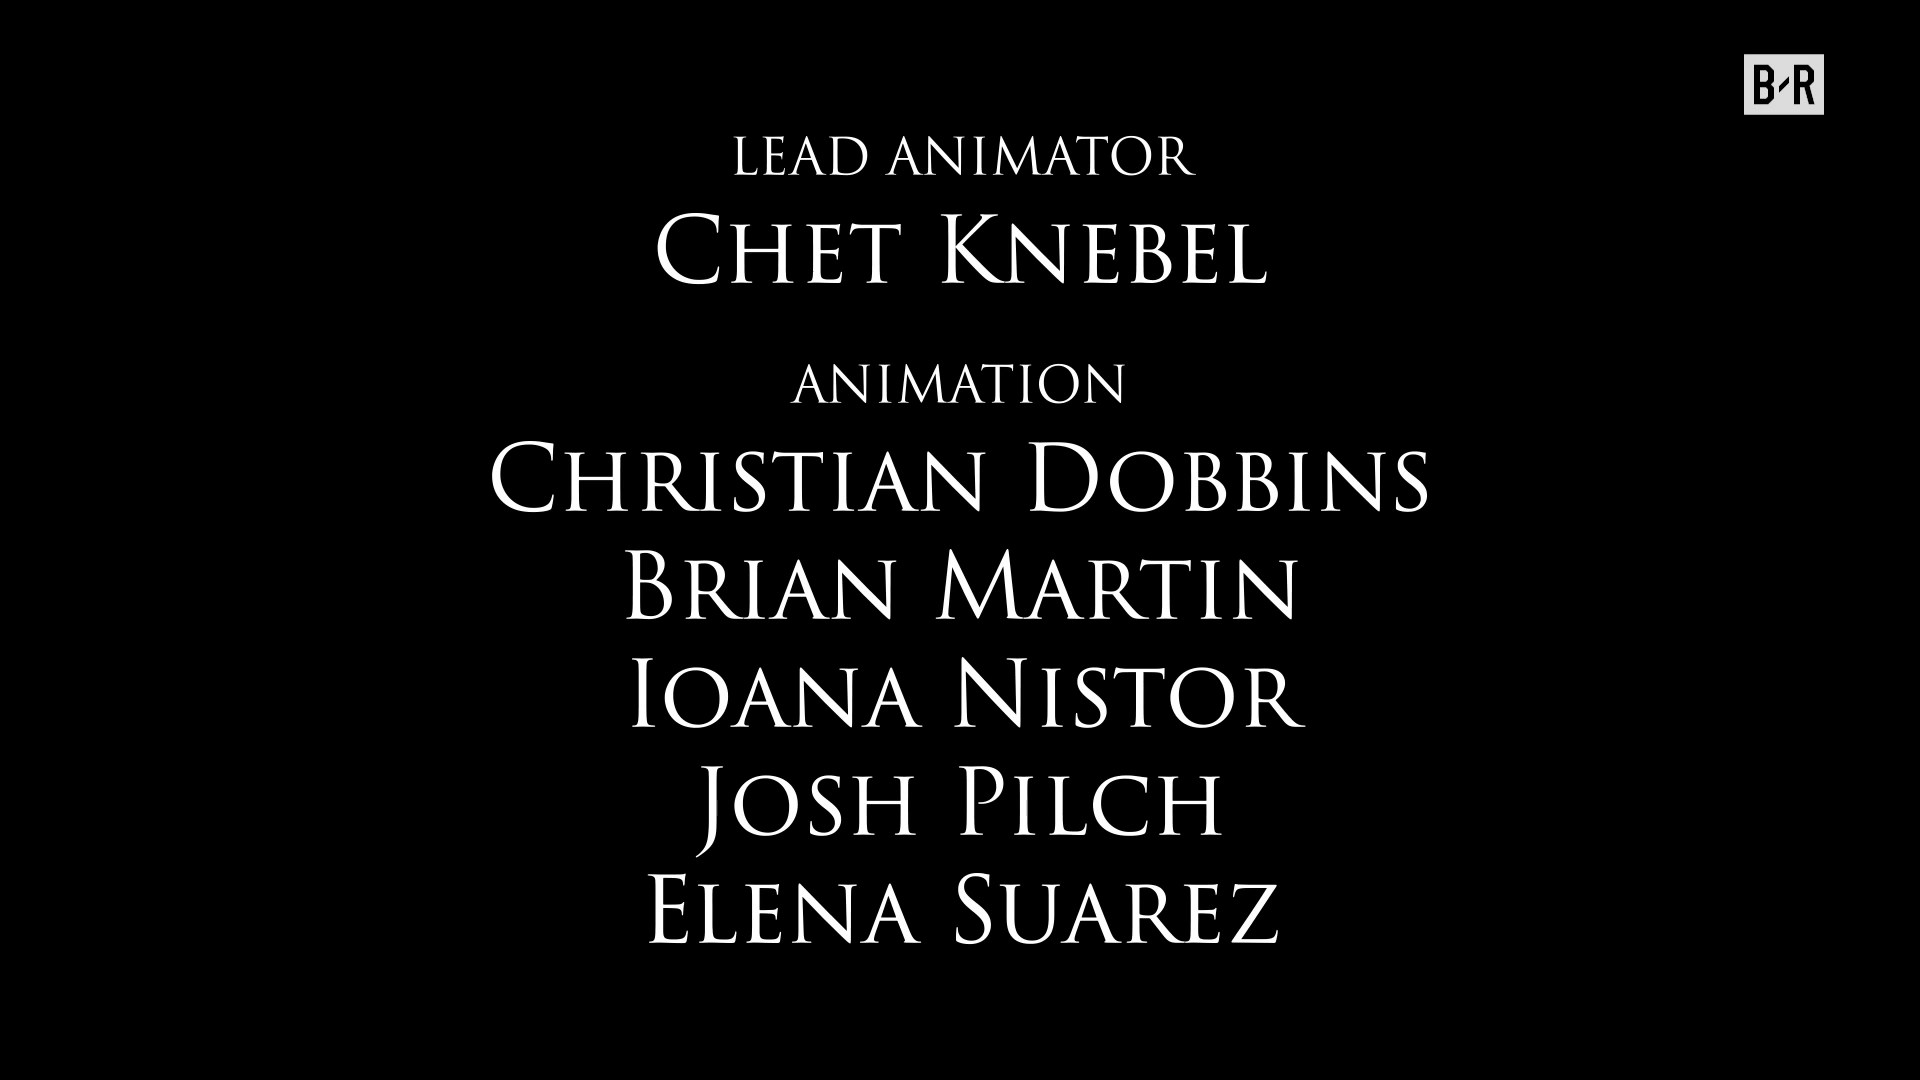 B/R
LEAD ANIMATOR
CHET KNEBEL
ANIMATION
CHRISTIAN DOBBINS
BRIAN MARTIN
IOANA NISTOR
JOSH PILCH
ELENA SUAREZ